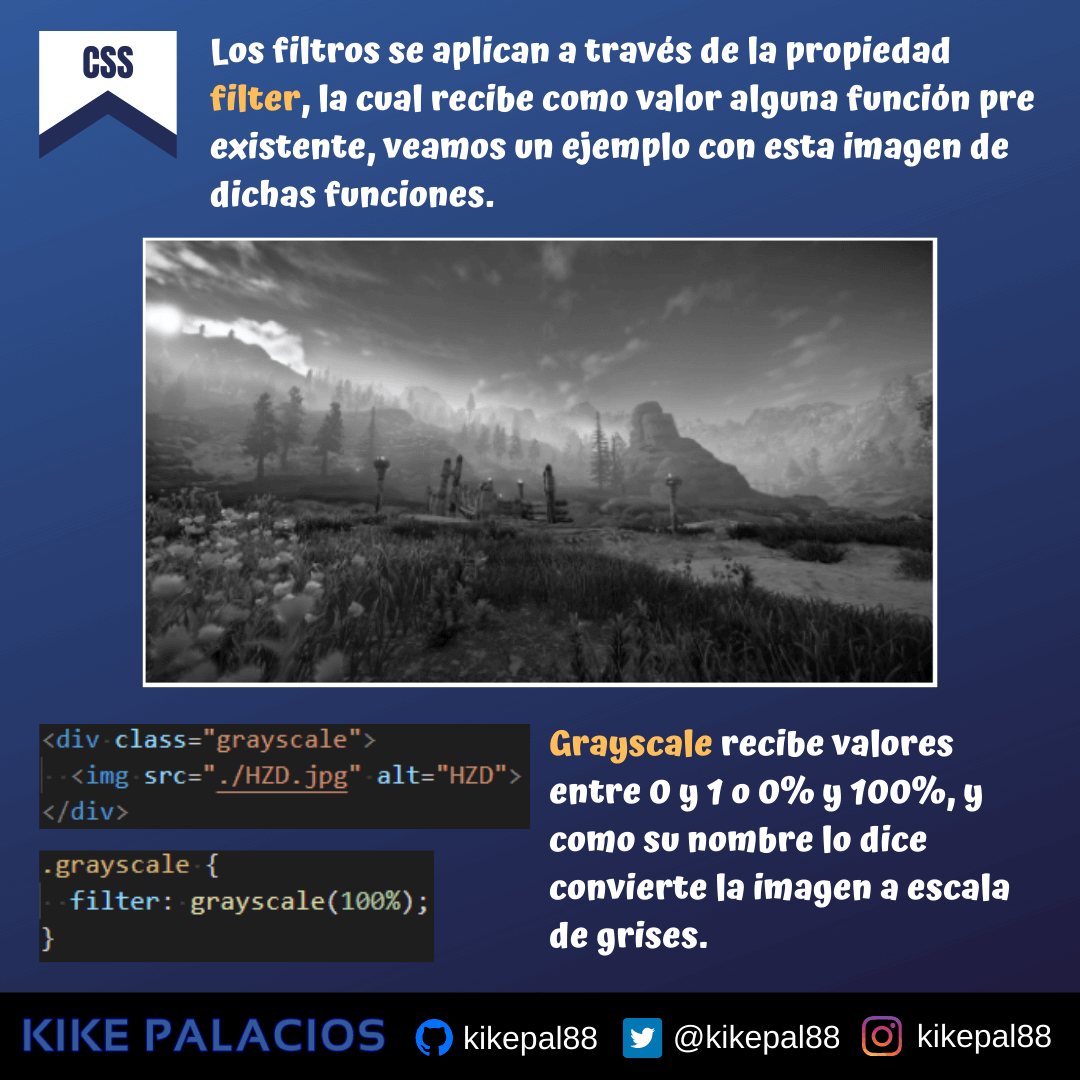 CSS
Los filtros se aplican a través de la propiedad
filter, la cual recibe como valor alguna función pre
existente, veamos un ejemplo con esta imagen de
dichas funciones.
<div class="grayscale">
<img src="./HZD.jpg" alt="HZD">
</div>
.grayscale {
filter: grayscale(100%);
}
Grayscale recibe valores
entre 0 y 1 o 0% y 100%, y
como su nombre lo dice
convierte la imagen a escala
de grises.
KIKE PALACIOS kikepal88 @kikepal88 kikepal88